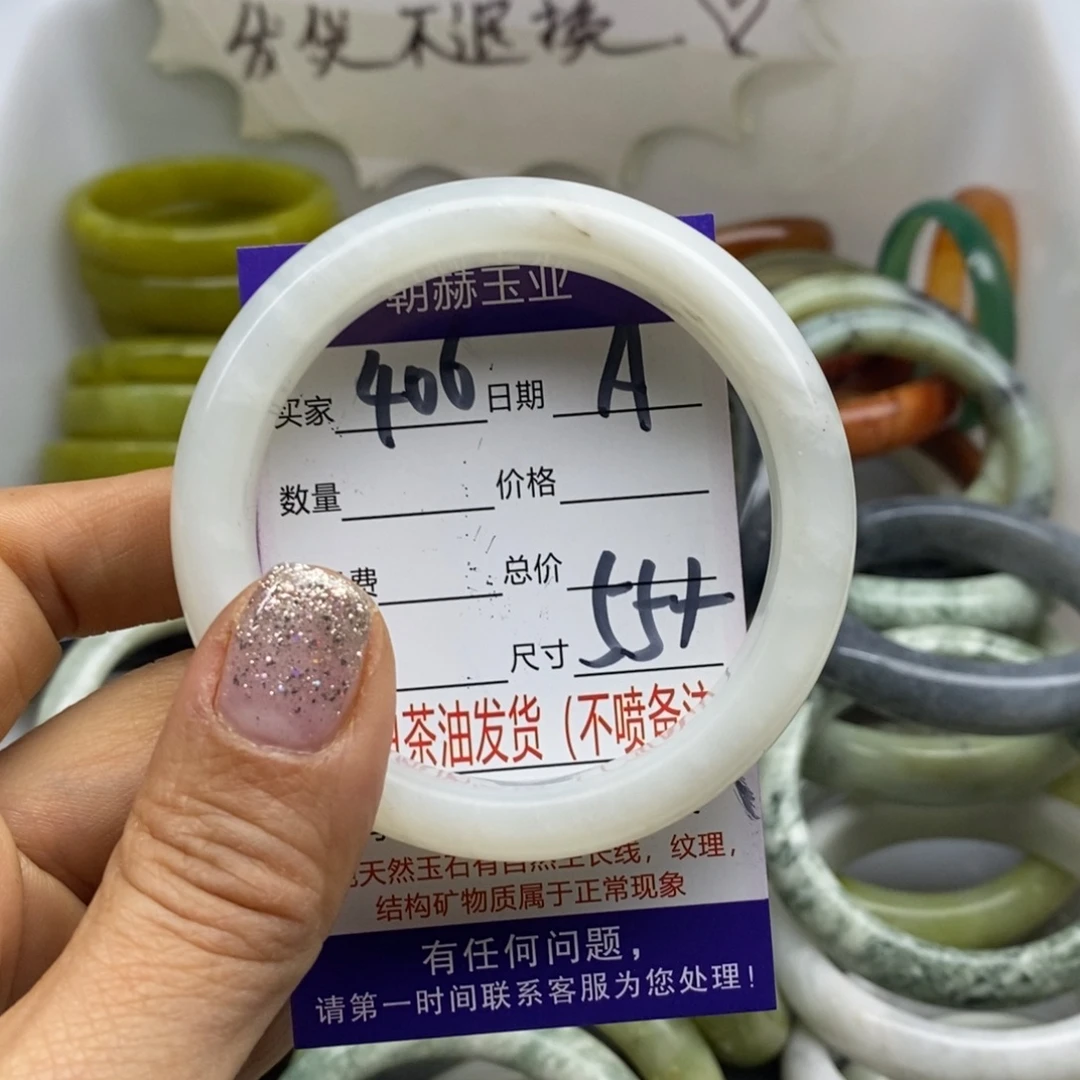 不退换
朝赫玉业
买家 406 日期 A
数量 价格
费 总价
尺寸 55+
茶油发货（不喷备注
天然玉石有自然生长线，纹理，
结构矿物质属于正常现象
有任何问题，
请第一时间联系客服为您处理！